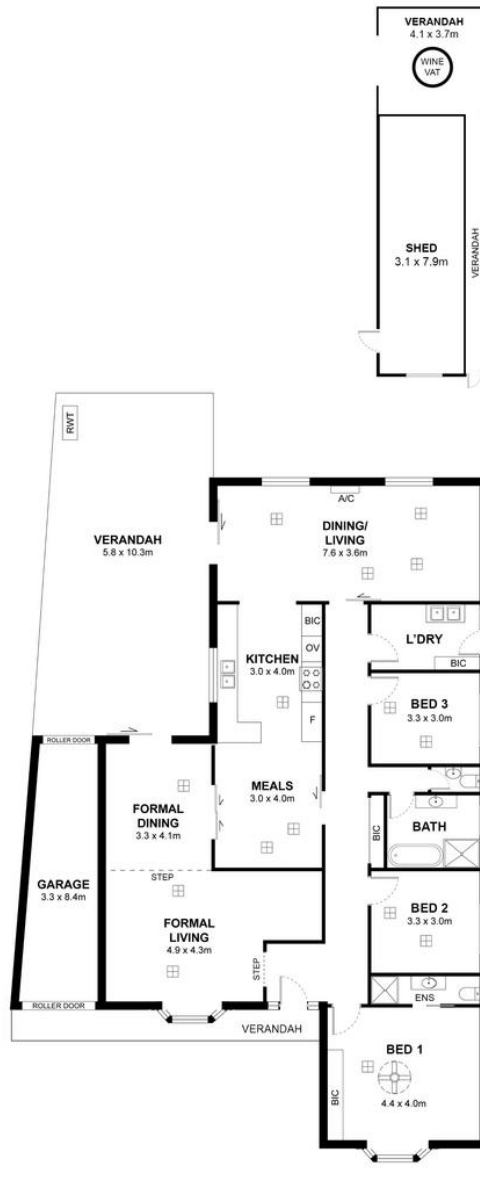 VERANDAH
4.1 x 3.7m
WINE
VAT
SHED
3.1 x 7.9m
VERANDAH
RWT
A/C
VERANDAH
5.8 x 10.3m
DINING/
LIVING
7.6 x 3.6m
BIC
OV
KITCHEN
3.0 x 4.0m
F
L'DRY
BIC
BED 3
3.3 x 3.0m
ROLLER DOOR
MEALS
3.0 x 4.0m
FORMAL
DINING
3.3 x 4.1m
BIC
BATH
STEP
GARAGE
3.3 x 8.4m
FORMAL
LIVING
4.9 x 4.3m
STEP
BED 2
3.3 x 3.0m
ENS
ROLLER DOOR
VERANDAH
BED 1
4.4 x 4.0m
BIC